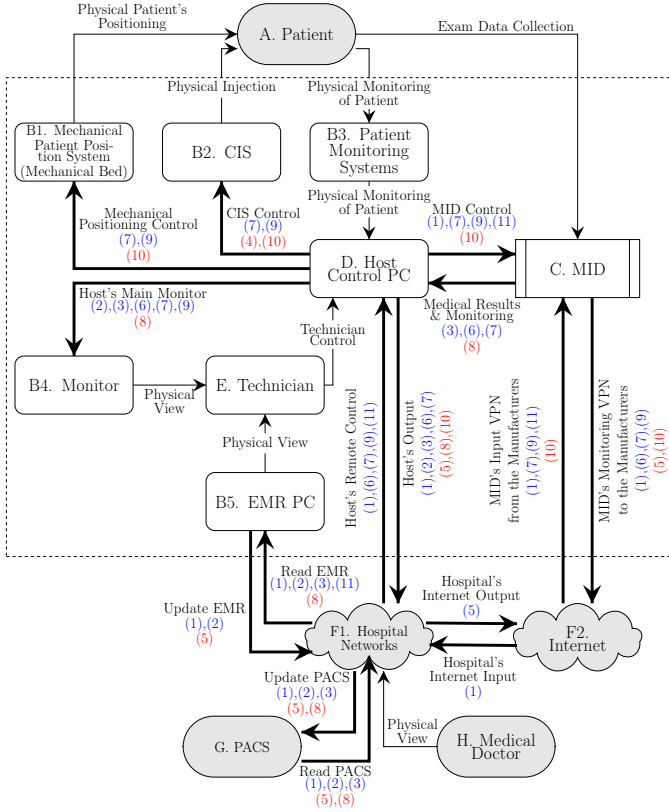 Physical Patient's
Positioning
A. Patient
Exam Data Collection
Physical Injection
Physical Monitoring
of Patient
B1. Mechanical
Patient Posi-
tion System
(Mechanical Bed)
B2. CIS
B3. Patient
Monitoring
Systems
Mechanical
Positioning Control
(7),(9)
(10)
CIS Control
(7),(9)
(4),(10)
Physical Monitoring
of Patient
MID Control
(1),(7),(9),(11)
(10)
D. Host
Control PC
C. MID
Host's Main Monitor
(2),(3),(6),(7),(9)
(8)
Medical Results
& Monitoring
(3),(6),(7)
(8)
Technician
Control
B4. Monitor
Physical
View
E. Technician
Physical View
B5. EMR PC
Host's Remote Control
(1),(6),(7),(9),(11)
Host's Output
(1),(2),(3),(6),(7)
(5),(8),(10)
MID's Input VPN
from the Manufacturers
(1),(7),(9),(11)
(10)
MID's Monitoring VPN
to the Manufacturers
(1),(6),(7),(9)
(5),(10)
Read EMR
(1),(2),(3),(11)
(8)
Update EMR
(1),(2)
(5)
Hospital's
Internet Output
(5)
F1. Hospital
Networks
F2.
Internet
Hospital's
Internet Input
(1)
Update PACS
(1),(2),(3)
(5),(8)
G. PACS
Physical
View
H. Medical
Doctor
Read PACS
(1),(2),(3)
(5),(8)